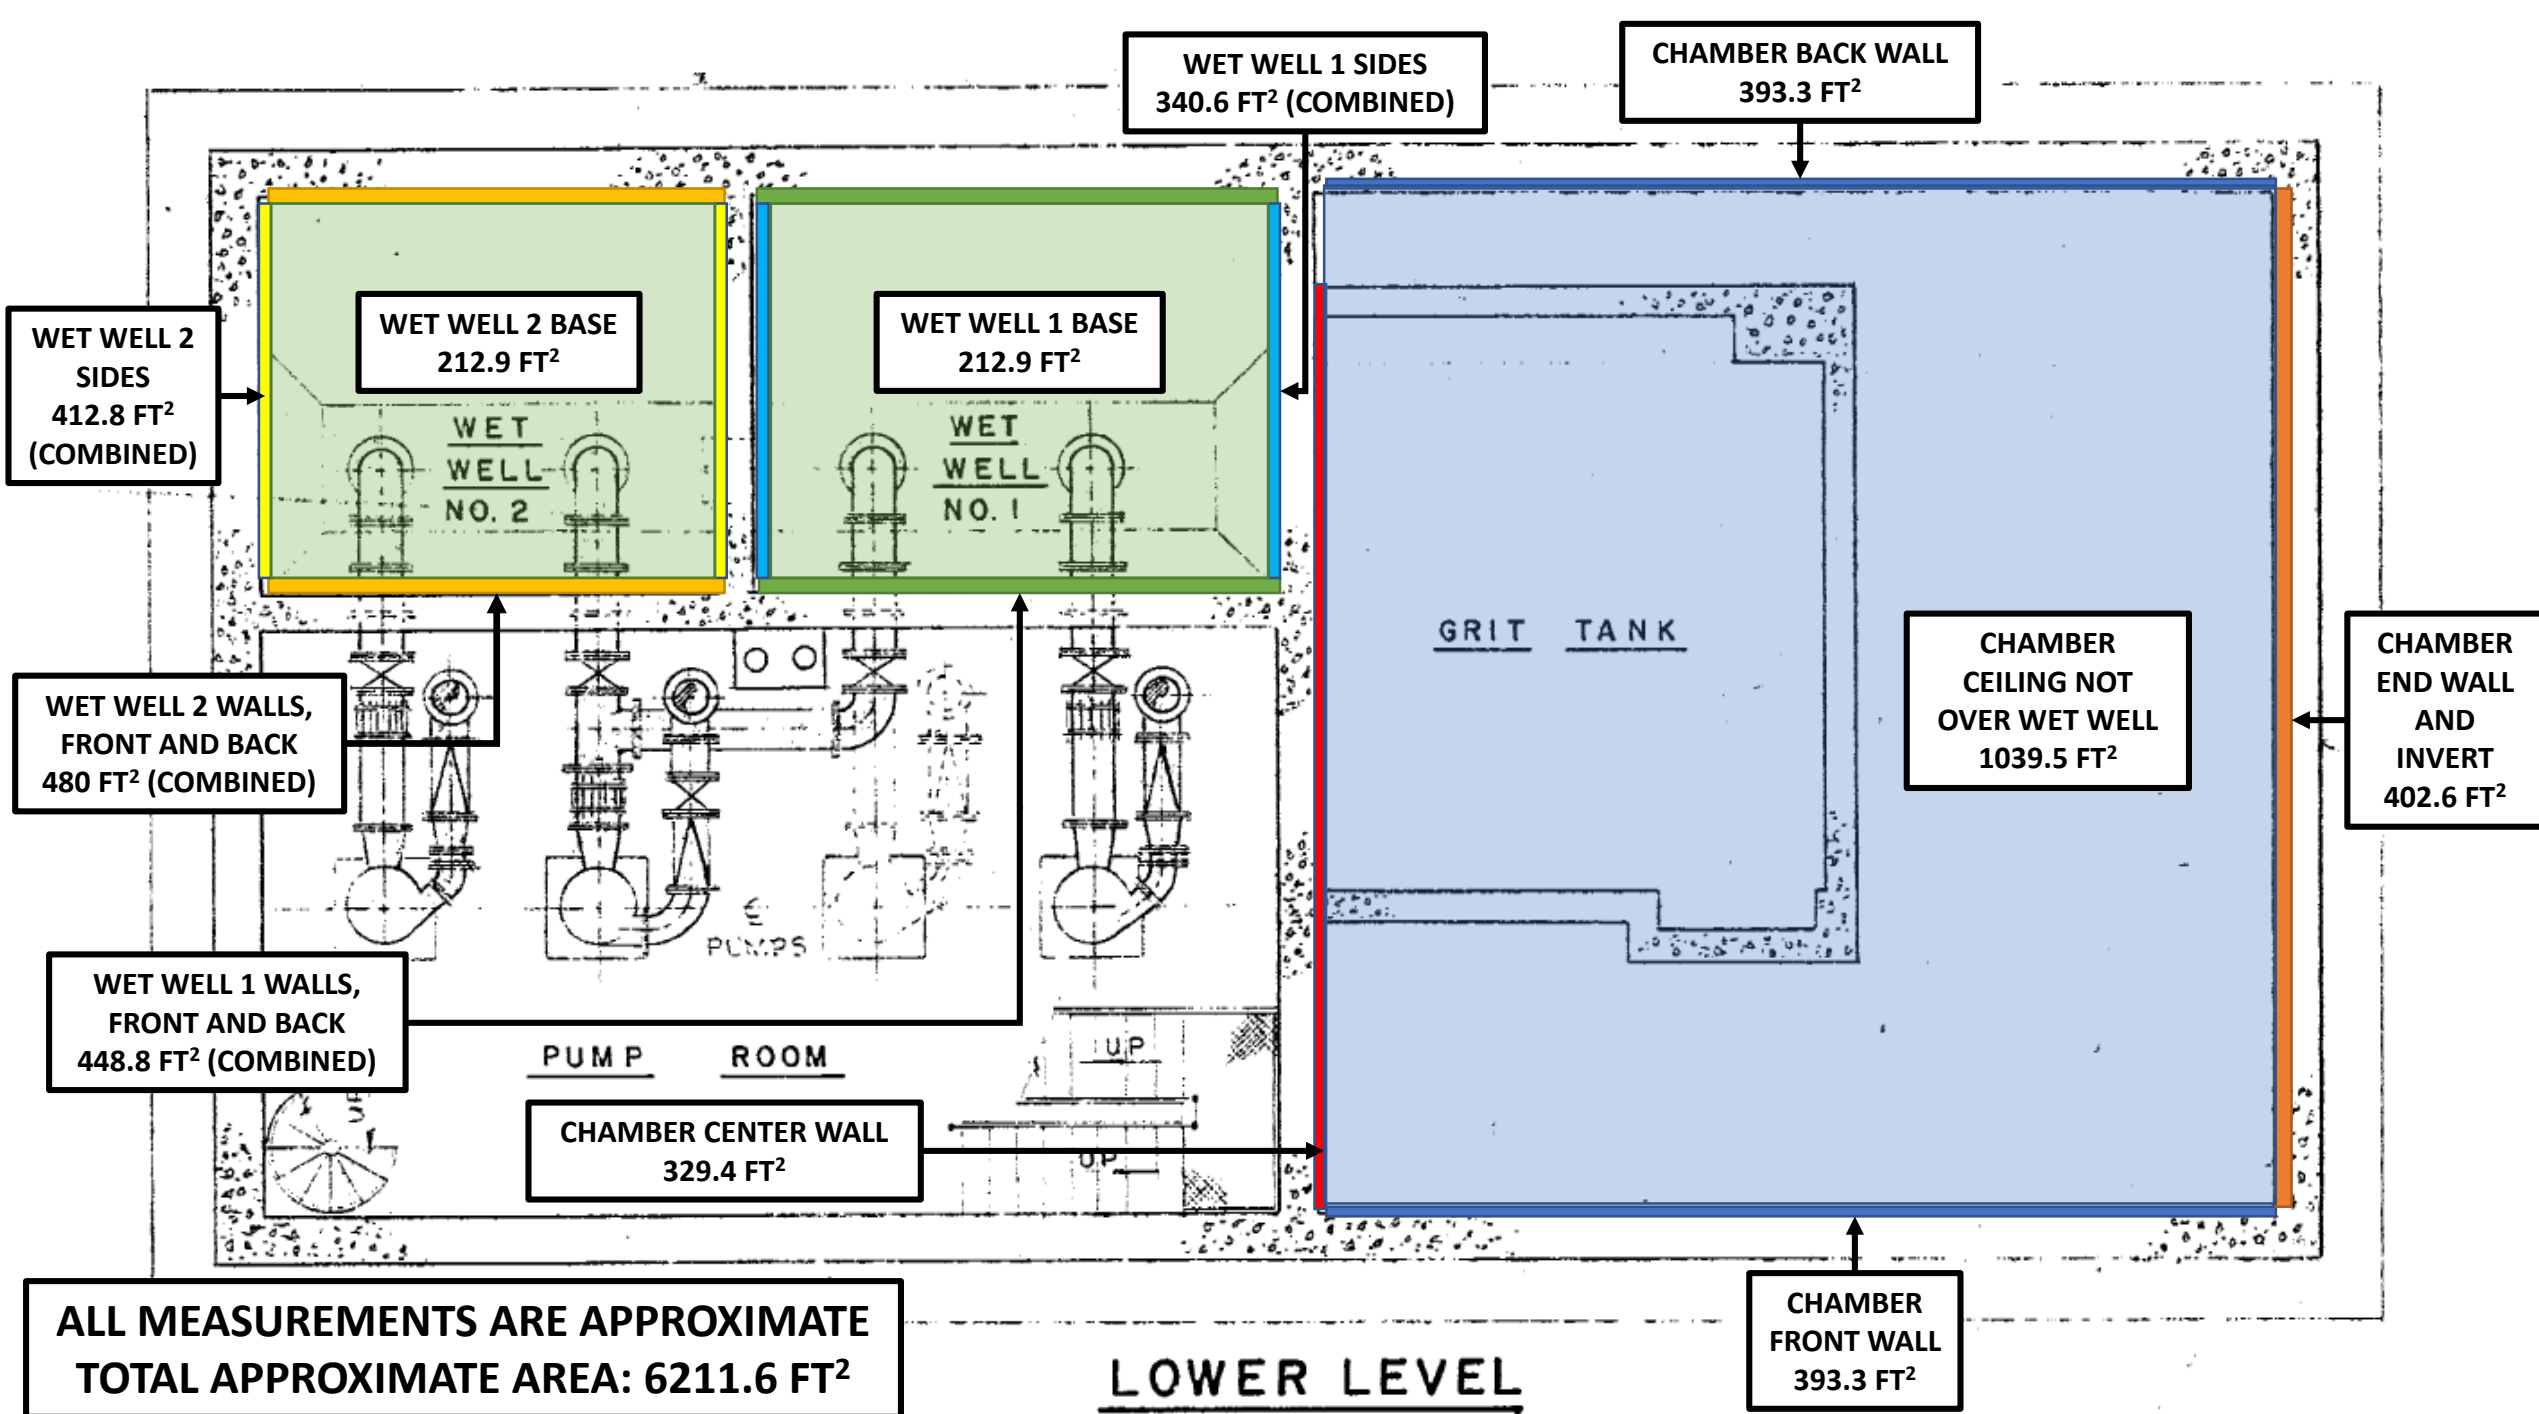 WET WELL 1 SIDES
340.6 FT² (COMBINED)
CHAMBER BACK WALL
393.3 FT²
WET WELL 2
SIDES
412.8 FT²
(COMBINED)
WET WELL 2 BASE
212.9 FT²
WET WELL 1 BASE
212.9 FT²
WET
WELL
NO. 2
WET
WELL
NO. 1
GRIT TANK
CHAMBER
CEILING NOT
OVER WET WELL
1039.5 FT²
CHAMBER
END WALL
AND
INVERT
402.6 FT²
WET WELL 2 WALLS,
FRONT AND BACK
480 FT² (COMBINED)
PUMPS
WET WELL 1 WALLS,
FRONT AND BACK
448.8 FT² (COMBINED)
PUMP ROOM
UP
UP
UP
CHAMBER CENTER WALL
329.4 FT²
ALL MEASUREMENTS ARE APPROXIMATE
TOTAL APPROXIMATE AREA: 6211.6 FT²
CHAMBER
FRONT WALL
393.3 FT²
LOWER LEVEL